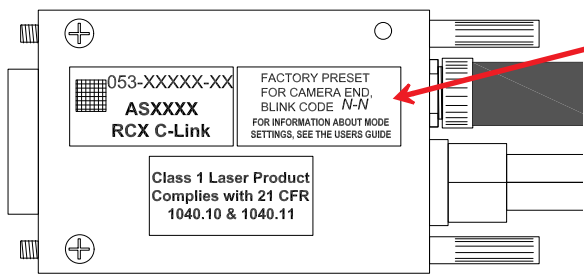 053-XXXXX-XX
ASXXXX
RCX C-Link
FACTORY PRESET
FOR CAMERA END,
BLINK CODE N-N
FOR INFORMATION ABOUT MODE
SETTINGS, SEE THE USERS GUIDE
Class 1 Laser Product
Complies with 21 CFR
1040.10 & 1040.11